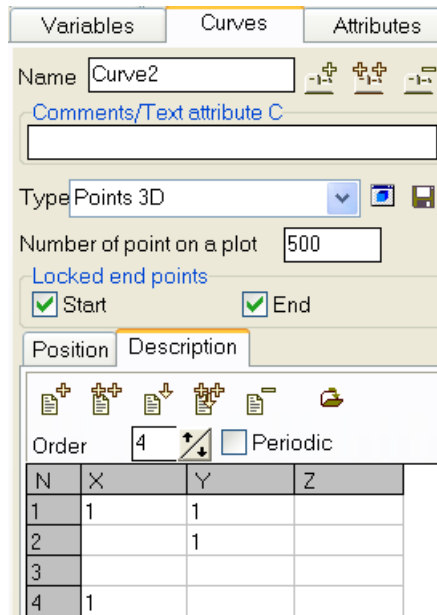 Variables Curves Attributes
Name Curve2
Comments/Text attribute C
Type Points 3D
Number of point on a plot 500
Locked end points
Start End
Position Description
Order 4 Periodic
N X Y Z
1 1 1
2 1
3
4 1